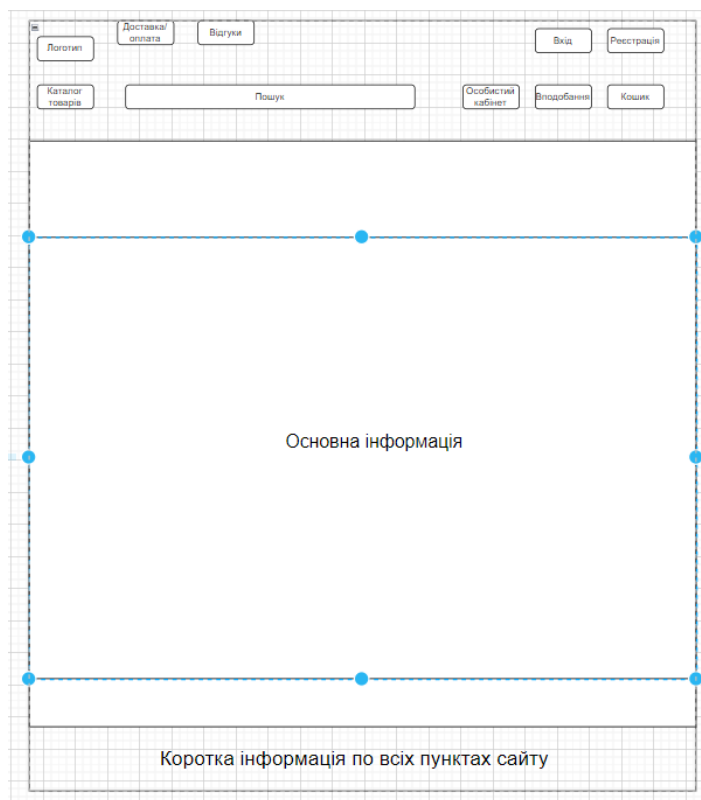 Доставка/
оплата
Відгуки
Логотип
Вхід
Реєстрація
Каталог
товарів
Пошук
Особистий
кабінет
Вподобання
Кошик
Основна інформація
Коротка інформація по всіх пунктах сайту